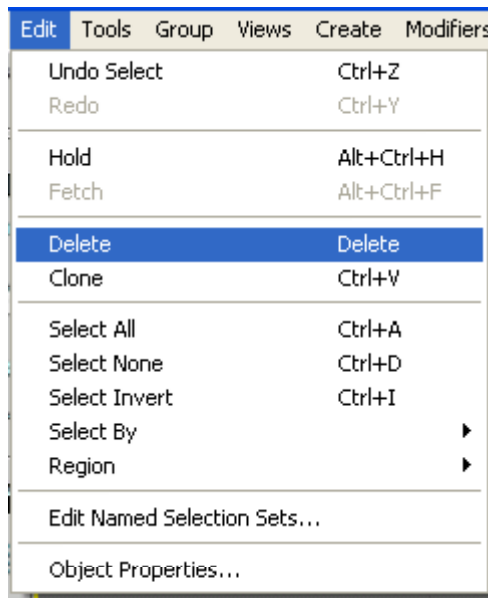 Edit Tools Group Views Create Modifiers
Undo Select Ctrl+Z
Redo Ctrl+Y
Hold Alt+Ctrl+H
Fetch Alt+Ctrl+F
Delete Delete
Clone Ctrl+V
Select All Ctrl+A
Select None Ctrl+D
Select Invert Ctrl+I
Select By
Region
Edit Named Selection Sets...
Object Properties...